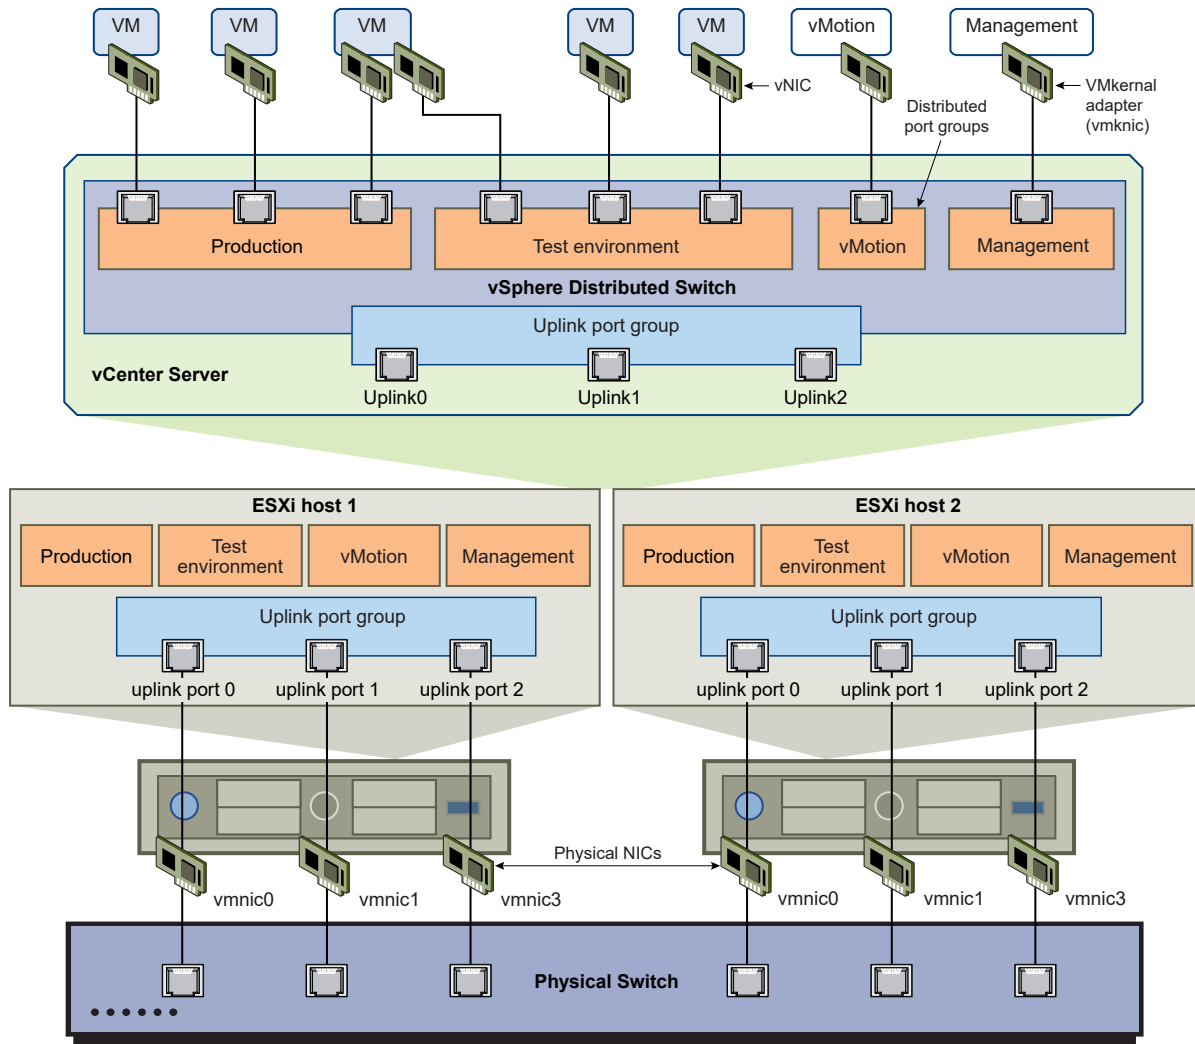 VM
VM
VM
VM
VM
vMotion
Management
vNIC
VMkernal
adapter
(vmknic)
Distributed
port groups
Production
Test environment
vMotion
Management
vSphere Distributed Switch
Uplink port group
vCenter Server
Uplink0
Uplink1
Uplink2
ESXi host 1
Production
Test
environment
vMotion
Management
Uplink port group
uplink port 0
uplink port 1
uplink port 2
ESXi host 2
Production
Test
environment
vMotion
Management
Uplink port group
uplink port 0
uplink port 1
uplink port 2
Physical NICs
vmnic0
vmnic1
vmnic3
vmnic0
vmnic1
vmnic3
Physical Switch